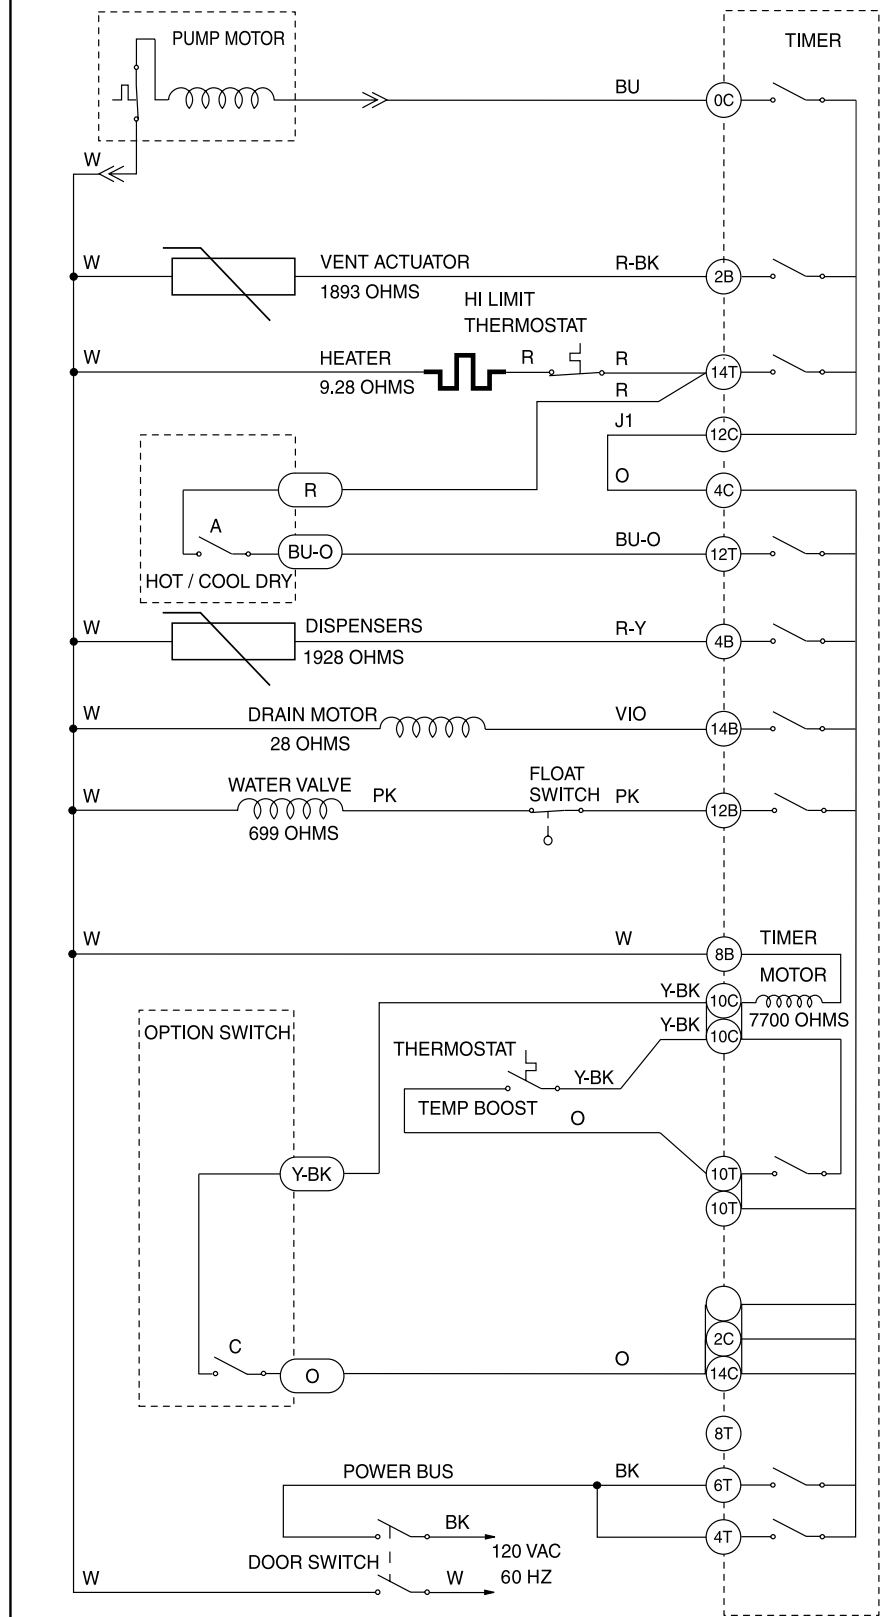 PUMP MOTOR
TIMER
BU
0C
W
W
VENT ACTUATOR
R-BK
2B
1893 OHMS
HI LIMIT
THERMOSTAT
W
HEATER
R
R
14T
9.28 OHMS
R
J1
12C
R
O
4C
A
BU-O
BU-O
12T
HOT / COOL DRY
W
DISPENSERS
R-Y
4B
1928 OHMS
W
DRAIN MOTOR
VIO
14B
28 OHMS
WATER VALVE
FLOAT
SWITCH
W
PK
PK
12B
699 OHMS
W
W
8B
TIMER
MOTOR
Y-BK
10C
7700 OHMS
OPTION SWITCH
Y-BK
10C
THERMOSTAT
Y-BK
TEMP BOOST
O
Y-BK
10T
10T
2C
C
O
O
14C
8T
POWER BUS
BK
6T
BK
4T
120 VAC
DOOR SWITCH
60 HZ
W
W